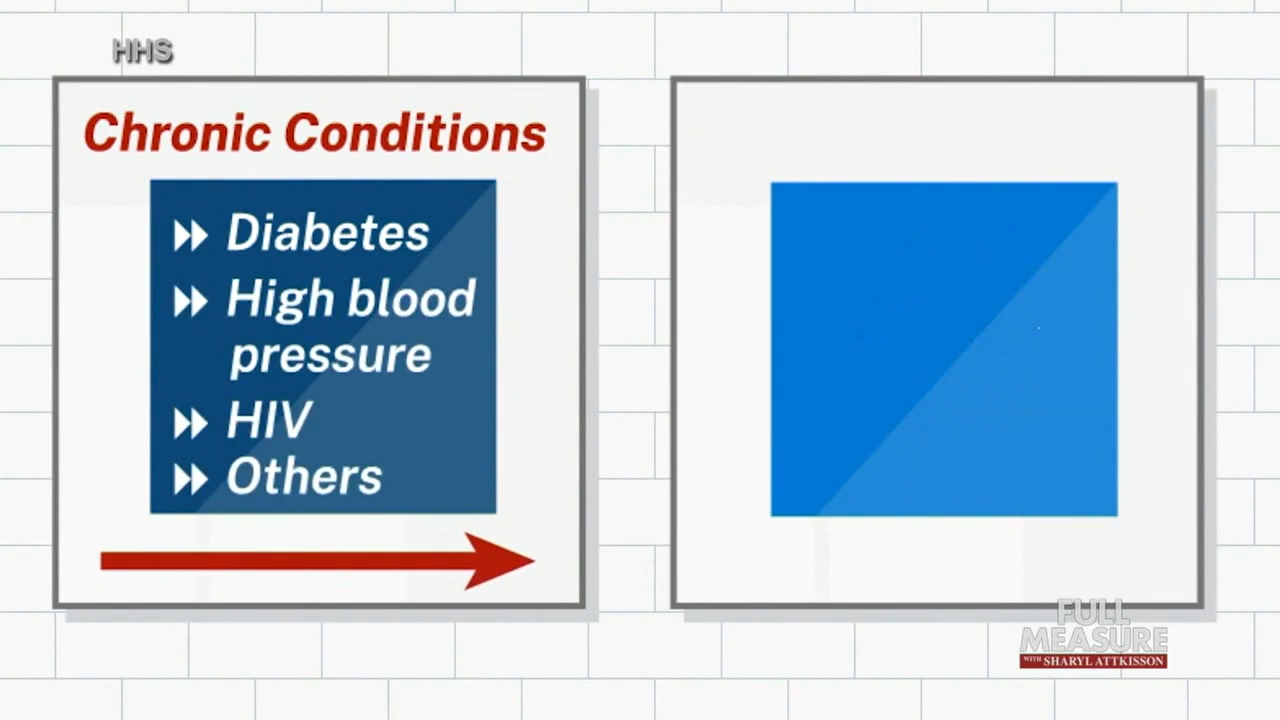 HHS
Chronic Conditions
Diabetes
High blood
pressure
HIV
Others
FULL
MEASURE
WITH SHARYL ATTKISSON